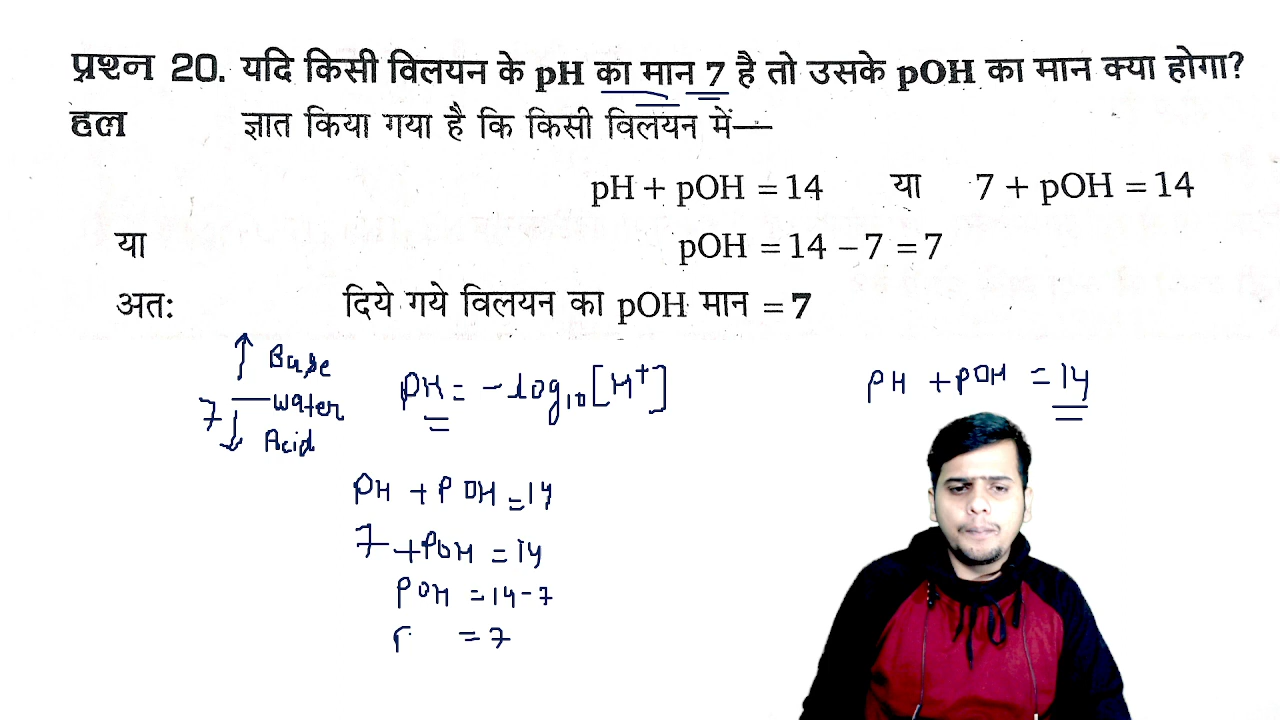 प्रश्न 20. यदि किसी विलयन के pH का मान 7 है तो उसके pOH का मान क्या होगा?
हल ज्ञात किया गया है कि किसी विलयन में—
pH + pOH = 14 या 7 + pOH = 14
या pOH = 14 – 7 = 7
अतः दिये गये विलयन का pOH मान = 7
↑ Base
7 — water
↓ Acid
PH = -log₁₀[H⁺]
PH + POH = 14
PH + POH = 14
7 + POH = 14
POH = 14-7
= 7